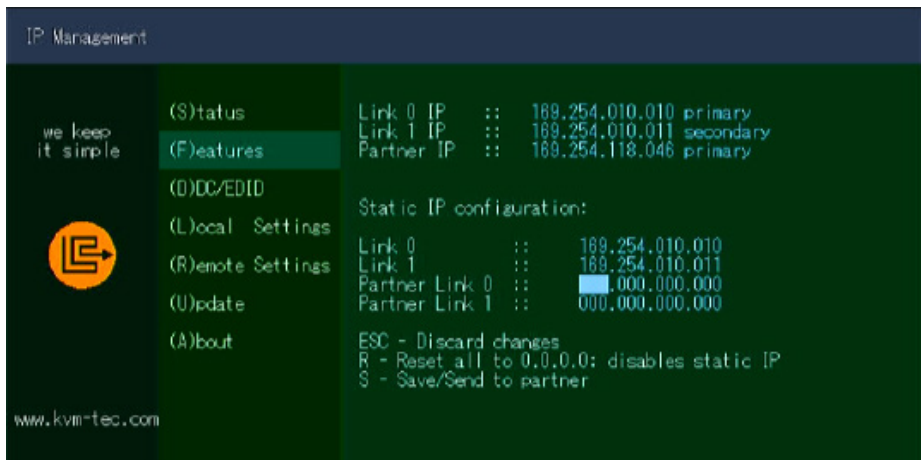 IP Management
we keep
it simple
www.kvm-tec.com
(S)tatus
(F)eatures
(D)DC/EDID
(L)ocal Settings
(R)emote Settings
(U)pdate
(A)bout
Link 0 IP :: 169.254.010.010 primary
Link 1 IP :: 169.254.010.011 secondary
Partner IP :: 169.254.118.046 primary
Static IP configuration:
Link 0 :: 169.254.010.010
Link 1 :: 169.254.010.011
Partner Link 0 :: .000.000.000
Partner Link 1 :: 000.000.000.000
ESC - Discard changes
R - Reset all to 0.0.0.0: disables static IP
S - Save/Send to partner